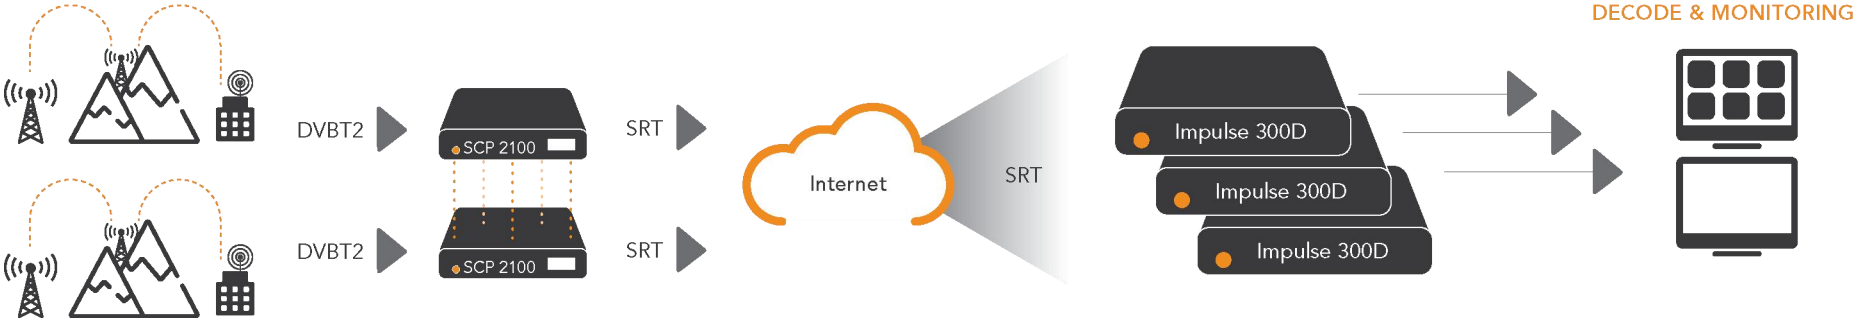 DECODE & MONITORING
DVBT2
SCP 2100
SRT
Internet
SRT
Impulse 300D
Impulse 300D
Impulse 300D
DVBT2
SCP 2100
SRT